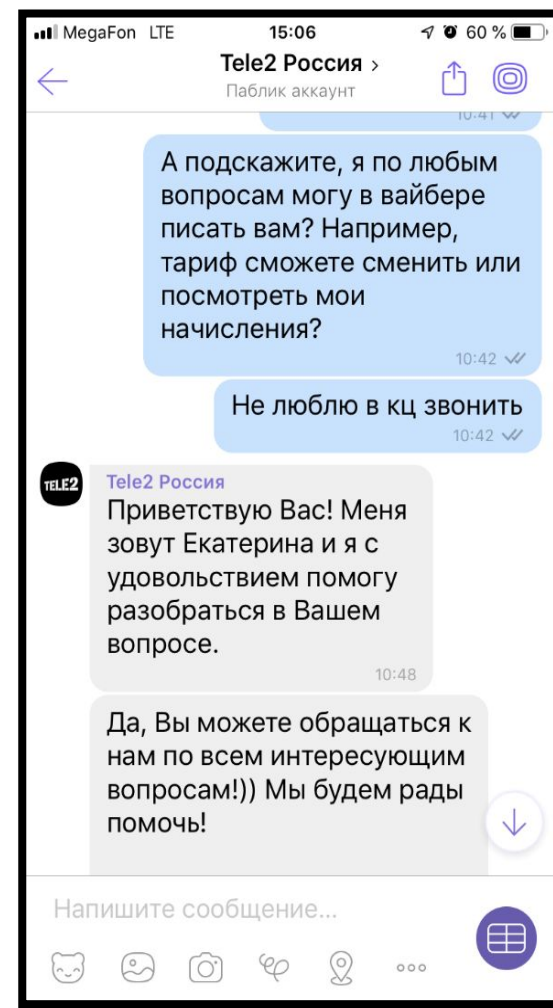 MegaFon LTE 15:06 60 %
Tele2 Россия >
Паблик аккаунт
10:41
А подскажите, я по любым
вопросам могу в вайбере
писать вам? Например,
тариф сможете сменить или
посмотреть мои
начисления?
10:42
Не люблю в кц звонить
10:42
TELE2
Tele2 Россия
Приветствую Вас! Меня
зовут Екатерина и я с
удовольствием помогу
разобраться в Вашем
вопросе.
10:48
Да, Вы можете обращаться к
нам по всем интересующим
вопросам!)) Мы будем рады
помочь!
Напишите сообщение...